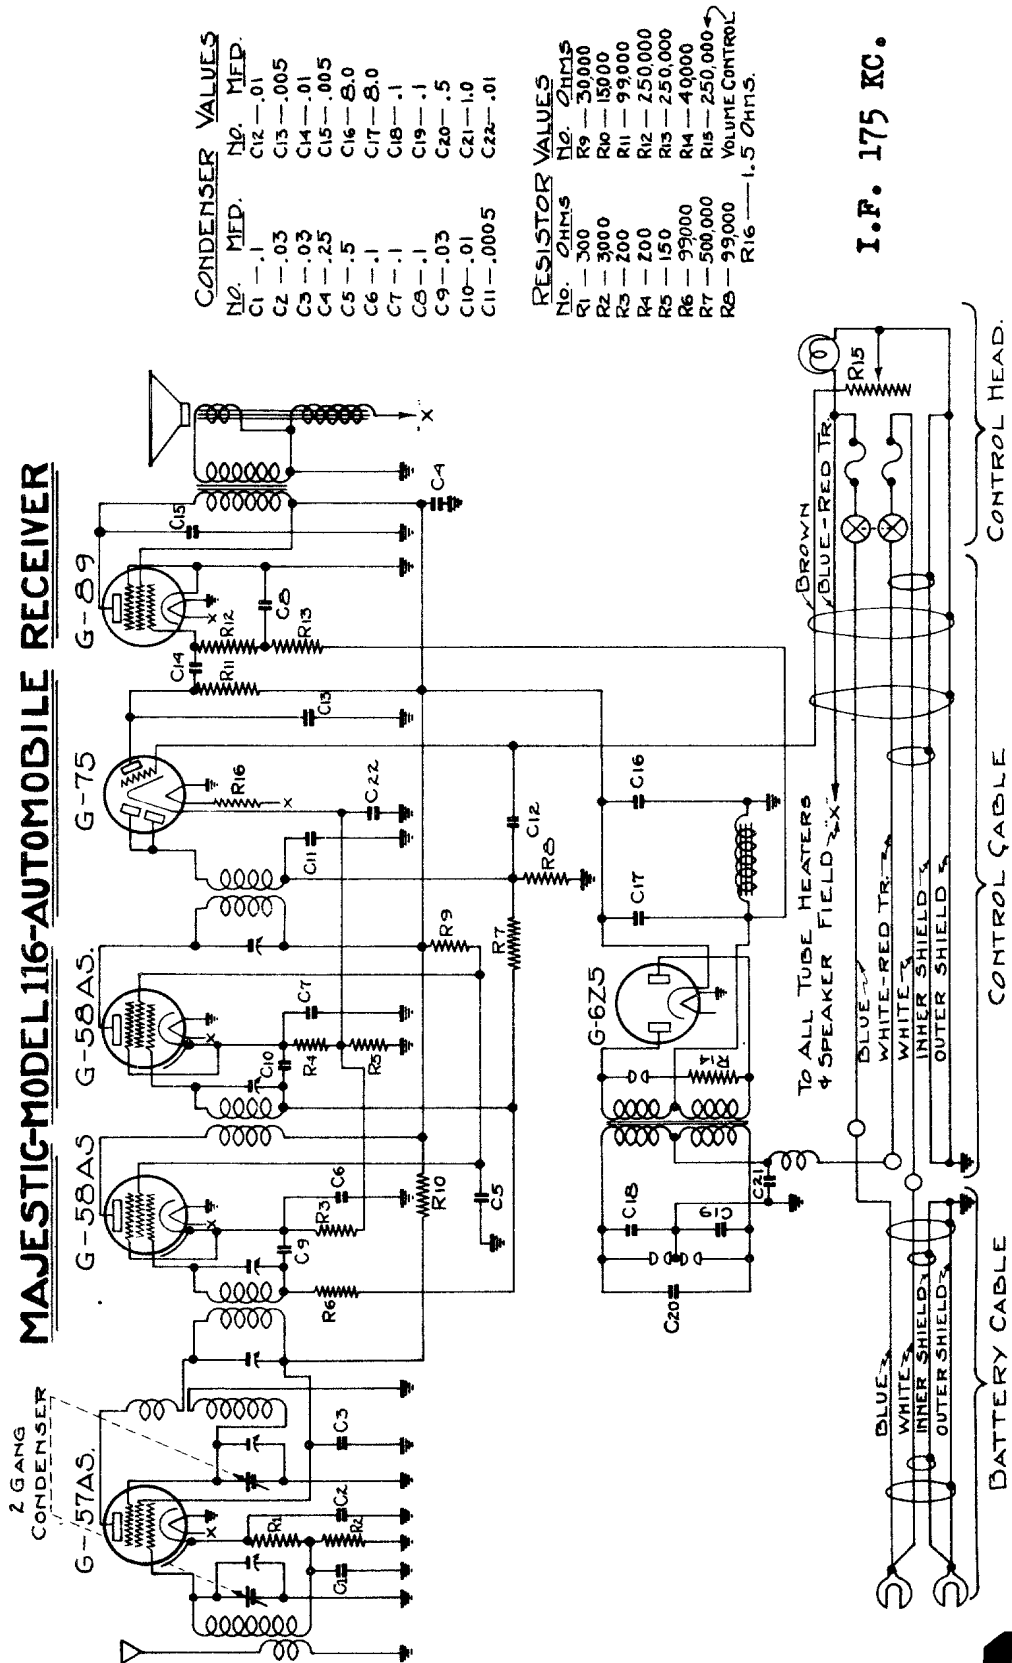 MAJESTIC-MODEL 116-AUTOMOBILE RECEIVER
2 GANG
CONDENSER
G-57AS.
G-58AS
G-58AS.
G-75
G-89
R1
R2
C1
C2
C3
R6
C9
R3
C6
R10
C5
C10
R4
C7
R5
R9
R7
C11
C12
R8
R16
C22
C13
C14
R11
R12
C8
R13
C15
C4
X
X
X
X
X
X
CONDENSER VALUES
NO. MFD. NO. MFD.
C1 --- .1 C12 --- .01
C2 --- .03 C13 --- .005
C3 --- .03 C14 --- .01
C4 --- .25 C15 --- .005
C5 --- .5 C16 --- 8.0
C6 --- .1 C17 --- 8.0
C7 --- .1 C18 --- .1
C8 --- .1 C19 --- .1
C9 --- .03 C20 --- .5
C10 --- .01 C21 --- 1.0
C11 --- .0005 C22 --- .01
RESISTOR VALUES
NO. OHMS NO. OHMS
R1 --- 300 R9 --- 30,000
R2 --- 3,000 R10 --- 15,000
R3 --- 200 R11 --- 99,000
R4 --- 200 R12 --- 250,000
R5 --- 150 R13 --- 250,000
R6 --- 99,000 R14 --- 40,000
R7 --- 500,000 R15 --- 250,000
R8 --- 99,000 VOLUME CONTROL
R16 --- 1.5 OHMS.
I.F. 175 KC.
G-6Z5
C20
C18
C19
C21
R14
C17
C16
TO ALL TUBE HEATERS
& SPEAKER FIELD "X"
BROWN
BLUE-RED TR.
R15
BLUE
WHITE-RED TR.
WHITE
INNER SHIELD
OUTER SHIELD
BLUE
WHITE
INNER SHIELD
OUTER SHIELD
BATTERY CABLE
CONTROL CABLE
CONTROL HEAD.